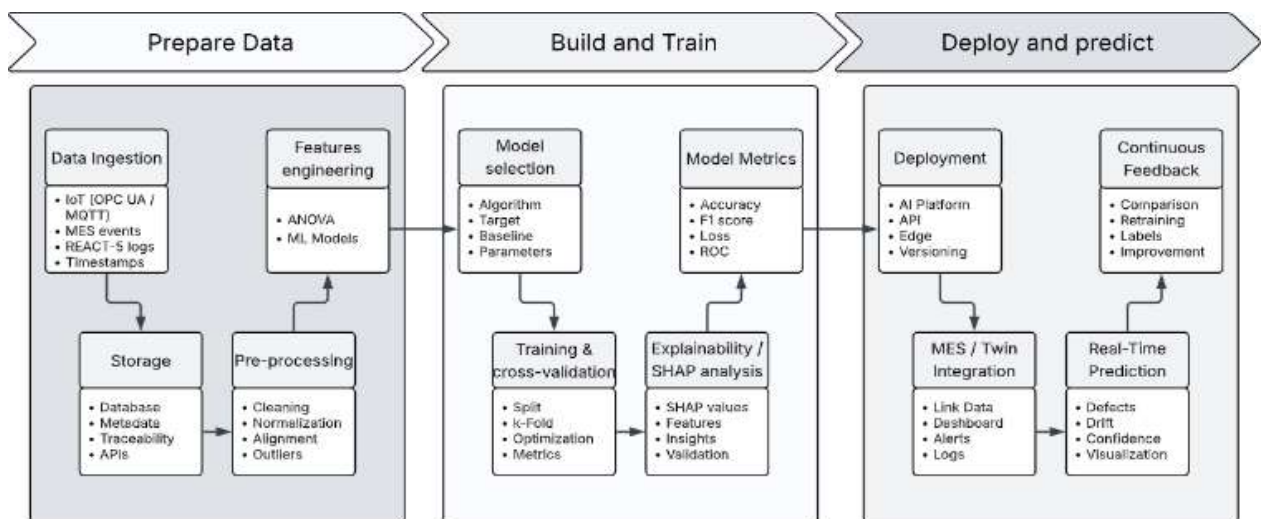 Prepare Data
Build and Train
Deploy and predict
Data Ingestion
• IoT (OPC UA /
MQTT)
• MES events
• REACT-5 logs
• Timestamps
Storage
• Database
• Metadata
• Traceability
• APIs
Pre-processing
• Cleaning
• Normalization
• Alignment
• Outliers
Features
engineering
• ANOVA
• ML Models
Model
selection
• Algorithm
• Target
• Baseline
• Parameters
Training &
cross-validation
• Split
• k-Fold
• Optimization
• Metrics
Explainability /
SHAP analysis
• SHAP values
• Features
• Insights
• Validation
Model Metrics
• Accuracy
• F1 score
• Loss
• ROC
Deployment
• AI Platform
• API
• Edge
• Versioning
MES / Twin
Integration
• Link Data
• Dashboard
• Alerts
• Logs
Real-Time
Prediction
• Defects
• Drift
• Confidence
• Visualization
Continuous
Feedback
• Comparison
• Retraining
• Labels
• Improvement